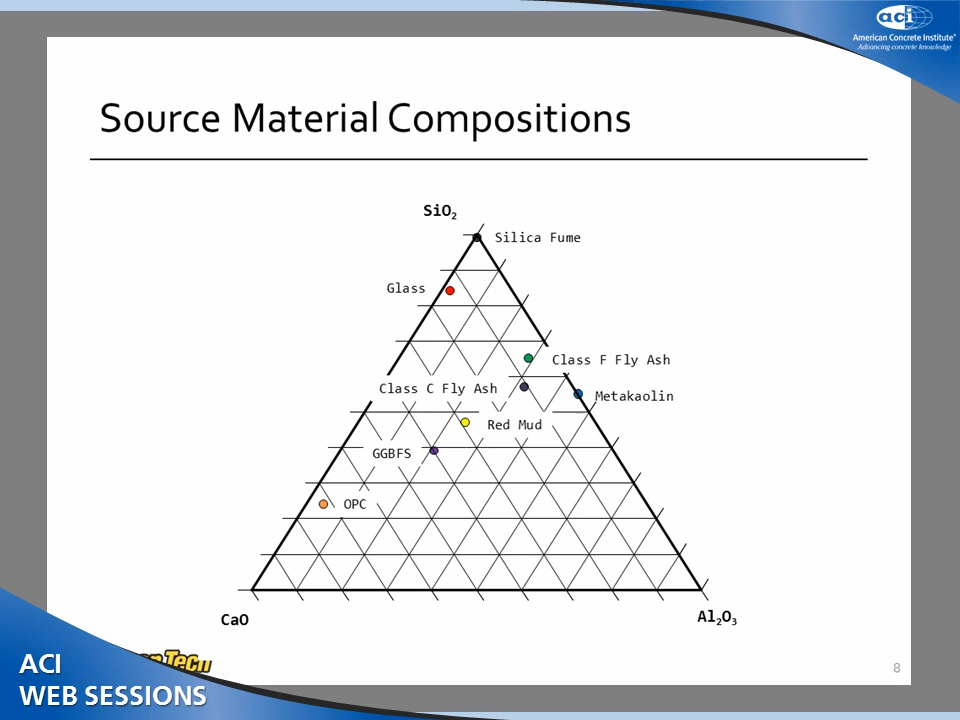 aci
American Concrete Institute®
Advancing concrete knowledge
Source Material Compositions
SiO₂
Silica Fume
Glass
Class F Fly Ash
Class C Fly Ash
Metakaolin
Red Mud
GGBFS
OPC
CaO
Al₂O₃
ACI
WEB SESSIONS
8